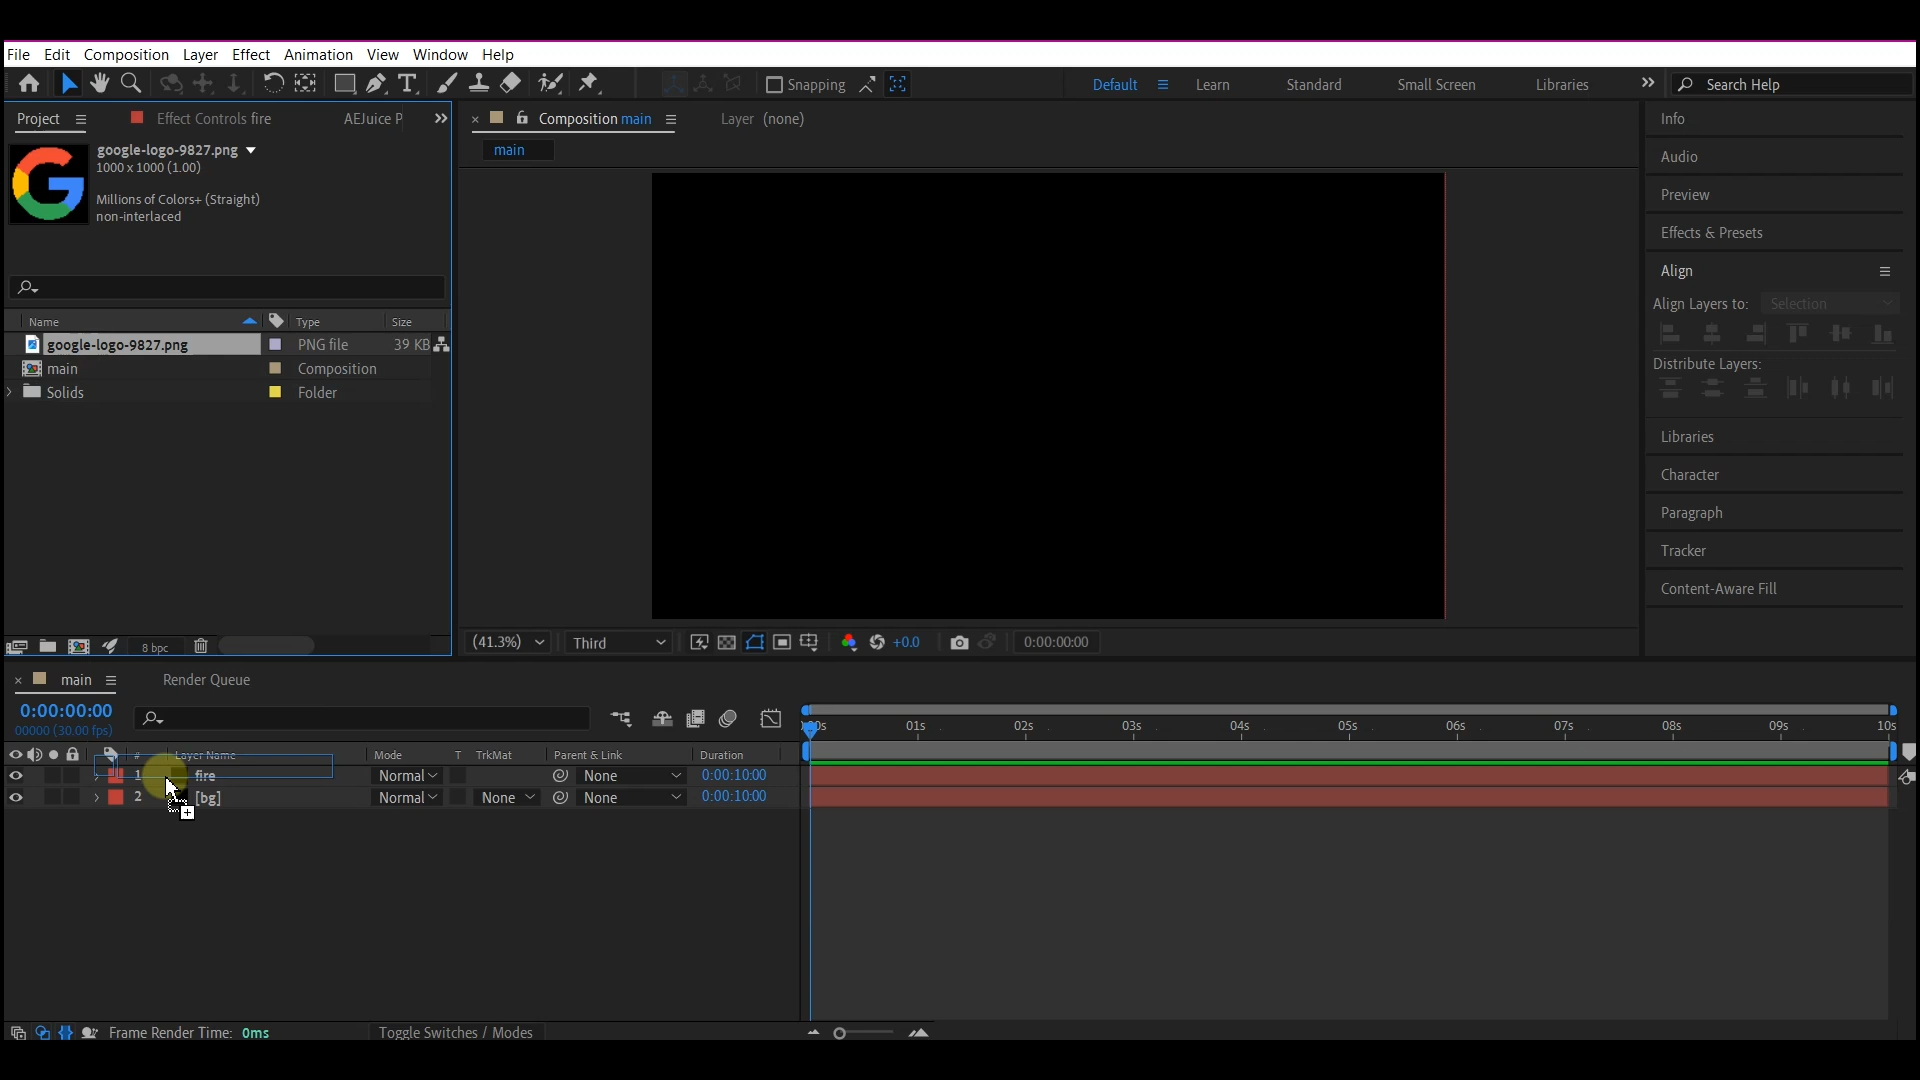 File Edit Composition Layer Effect Animation View Window Help
Snapping
Default Learn Standard Small Screen Libraries Search Help
Project Effect Controls fire AEJuice P
Composition main Layer (none)
main
google-logo-9827.png
1000 x 1000 (1.00)
Millions of Colors+ (Straight)
non-interlaced
Name Type Size
google-logo-9827.png PNG file 39 KB
main Composition
Solids Folder
8 bpc
(41.3%) Third +0.0 0:00:00:00
Info
Audio
Preview
Effects & Presets
Align
Align Layers to: Selection
Distribute Layers:
Libraries
Character
Paragraph
Tracker
Content-Aware Fill
main Render Queue
0:00:00:00
00000 (30.00 fps)
01s 02s 03s 04s 05s 06s 07s 08s 09s 10s
# Layer Name Mode T TrkMat Parent & Link Duration
1 fire Normal None 0:00:10:00
2 [bg] Normal None None 0:00:10:00
Frame Render Time: 0ms Toggle Switches / Modes